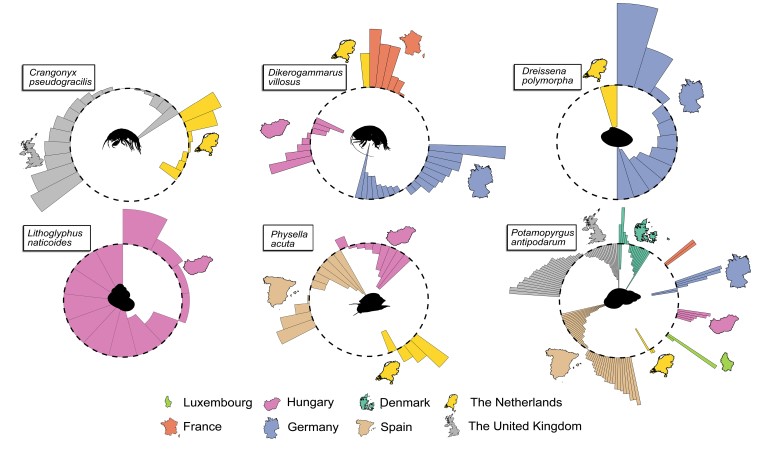 Crangonyx
pseudogracilis
Dikerogammarus
villosus
Dreissena
polymorpha
Lithoglyphus
naticoides
Physella
acuta
Potamopyrgus
antipodarum
Luxembourg
Hungary
Denmark
The Netherlands
France
Germany
Spain
The United Kingdom